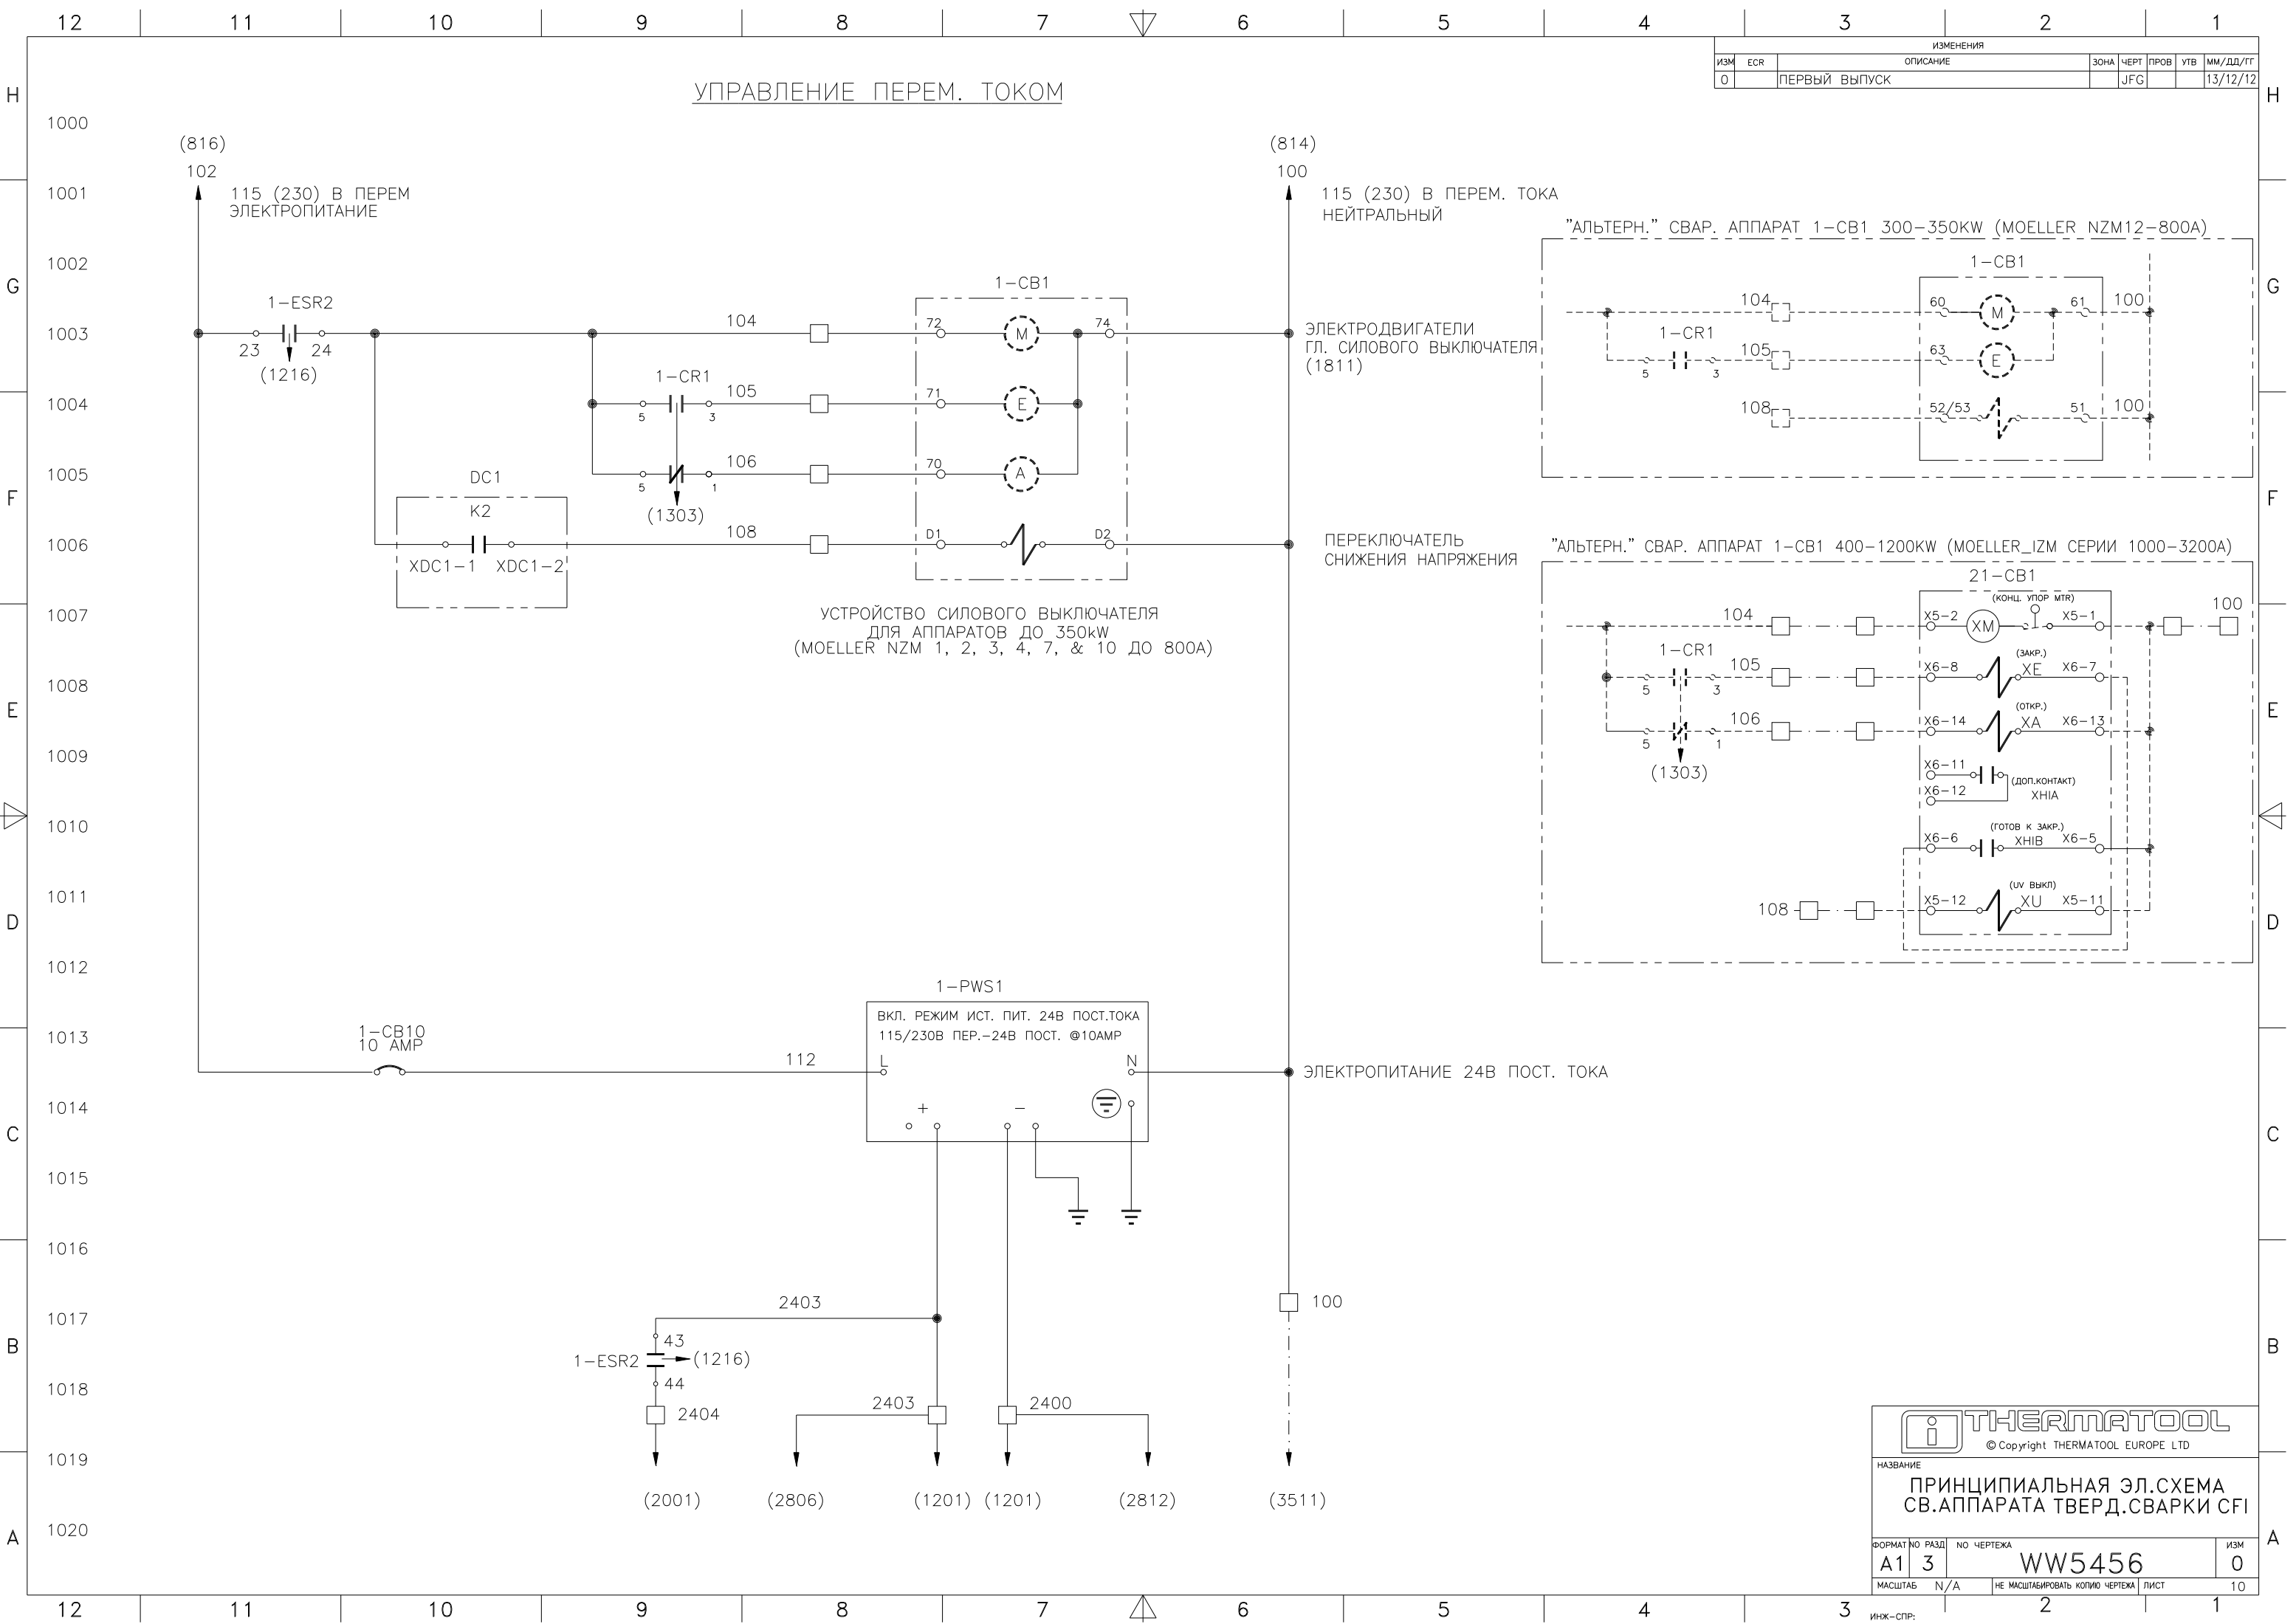 12 11 10 9 8 7 6 5 4 3 2 1
ИЗМЕНЕНИЯ
ИЗМ ECR ОПИСАНИЕ ЗОНА ЧЕРТ ПРОВ УТВ ММ/ДД/ГГ
0 ПЕРВЫЙ ВЫПУСК JFG 13/12/12
УПРАВЛЕНИЕ ПЕРЕМ. ТОКОМ
H H
G G
F F
E E
D D
C C
B B
A A
1000
1001
1002
1003
1004
1005
1006
1007
1008
1009
1010
1011
1012
1013
1014
1015
1016
1017
1018
1019
1020
(816)
102
115 (230) В ПЕРЕМ
ЭЛЕКТРОПИТАНИЕ
(814)
100
115 (230) В ПЕРЕМ. ТОКА
НЕЙТРАЛЬНЫЙ
1-ESR2
23 24
(1216)
1-CB1
104
72 M 74
ЭЛЕКТРОДВИГАТЕЛИ
ГЛ. СИЛОВОГО ВЫКЛЮЧАТЕЛЯ
(1811)
1-CR1
105
5 3
71 E
106
5 1
70 A
(1303)
DC1
K2
XDC1-1 XDC1-2
108
D1 D2
ПЕРЕКЛЮЧАТЕЛЬ
СНИЖЕНИЯ НАПРЯЖЕНИЯ
УСТРОЙСТВО СИЛОВОГО ВЫКЛЮЧАТЕЛЯ
ДЛЯ АППАРАТОВ ДО 350kW
(MOELLER NZM 1, 2, 3, 4, 7, & 10 ДО 800A)
"АЛЬТЕРН." СВАР. АППАРАТ 1-CB1 300-350KW (MOELLER NZM12-800A)
1-CB1
104 60 M 61 100
1-CR1
5 3
105 63 E
108 52/53 51 100
"АЛЬТЕРН." СВАР. АППАРАТ 1-CB1 400-1200KW (MOELLER_IZM СЕРИИ 1000-3200A)
21-CB1
(КОНЦ. УПОР MTR)
104 X5-2 XM X5-1 100
1-CR1
(ЗАКР.)
5 3
105 X6-8 XE X6-7
(ОТКР.)
5 1
106 X6-14 XA X6-13
(1303)
X6-11
(ДОП.КОНТАКТ)
X6-12 XHIA
(ГОТОВ К ЗАКР.)
X6-6 XHIB X6-5
(UV ВЫКЛ)
108 X5-12 XU X5-11
1-PWS1
ВКЛ. РЕЖИМ ИСТ. ПИТ. 24В ПОСТ.ТОКА
115/230В ПЕР.-24В ПОСТ. @10AMP
1-CB10
10 AMP
112 L N
ЭЛЕКТРОПИТАНИЕ 24В ПОСТ. ТОКА
+ -
100
2403
43
1-ESR2 (1216)
44
2404
2403
2400
(2001) (2806) (1201) (1201) (2812) (3511)
i THERMATOOL
© Copyright THERMATOOL EUROPE LTD
НАЗВАНИЕ
ПРИНЦИПИАЛЬНАЯ ЭЛ.СХЕМА
СВ.АППАРАТА ТВЕРД.СВАРКИ CFI
ФОРМАТ NO РАЗД NO ЧЕРТЕЖА ИЗМ
A1 3 WW5456 0
МАСШТАБ N/A НЕ МАСШТАБИРОВАТЬ КОПИЮ ЧЕРТЕЖА ЛИСТ 10
12 11 10 9 8 7 6 5 4 3 2 1
ИНЖ-СПР: